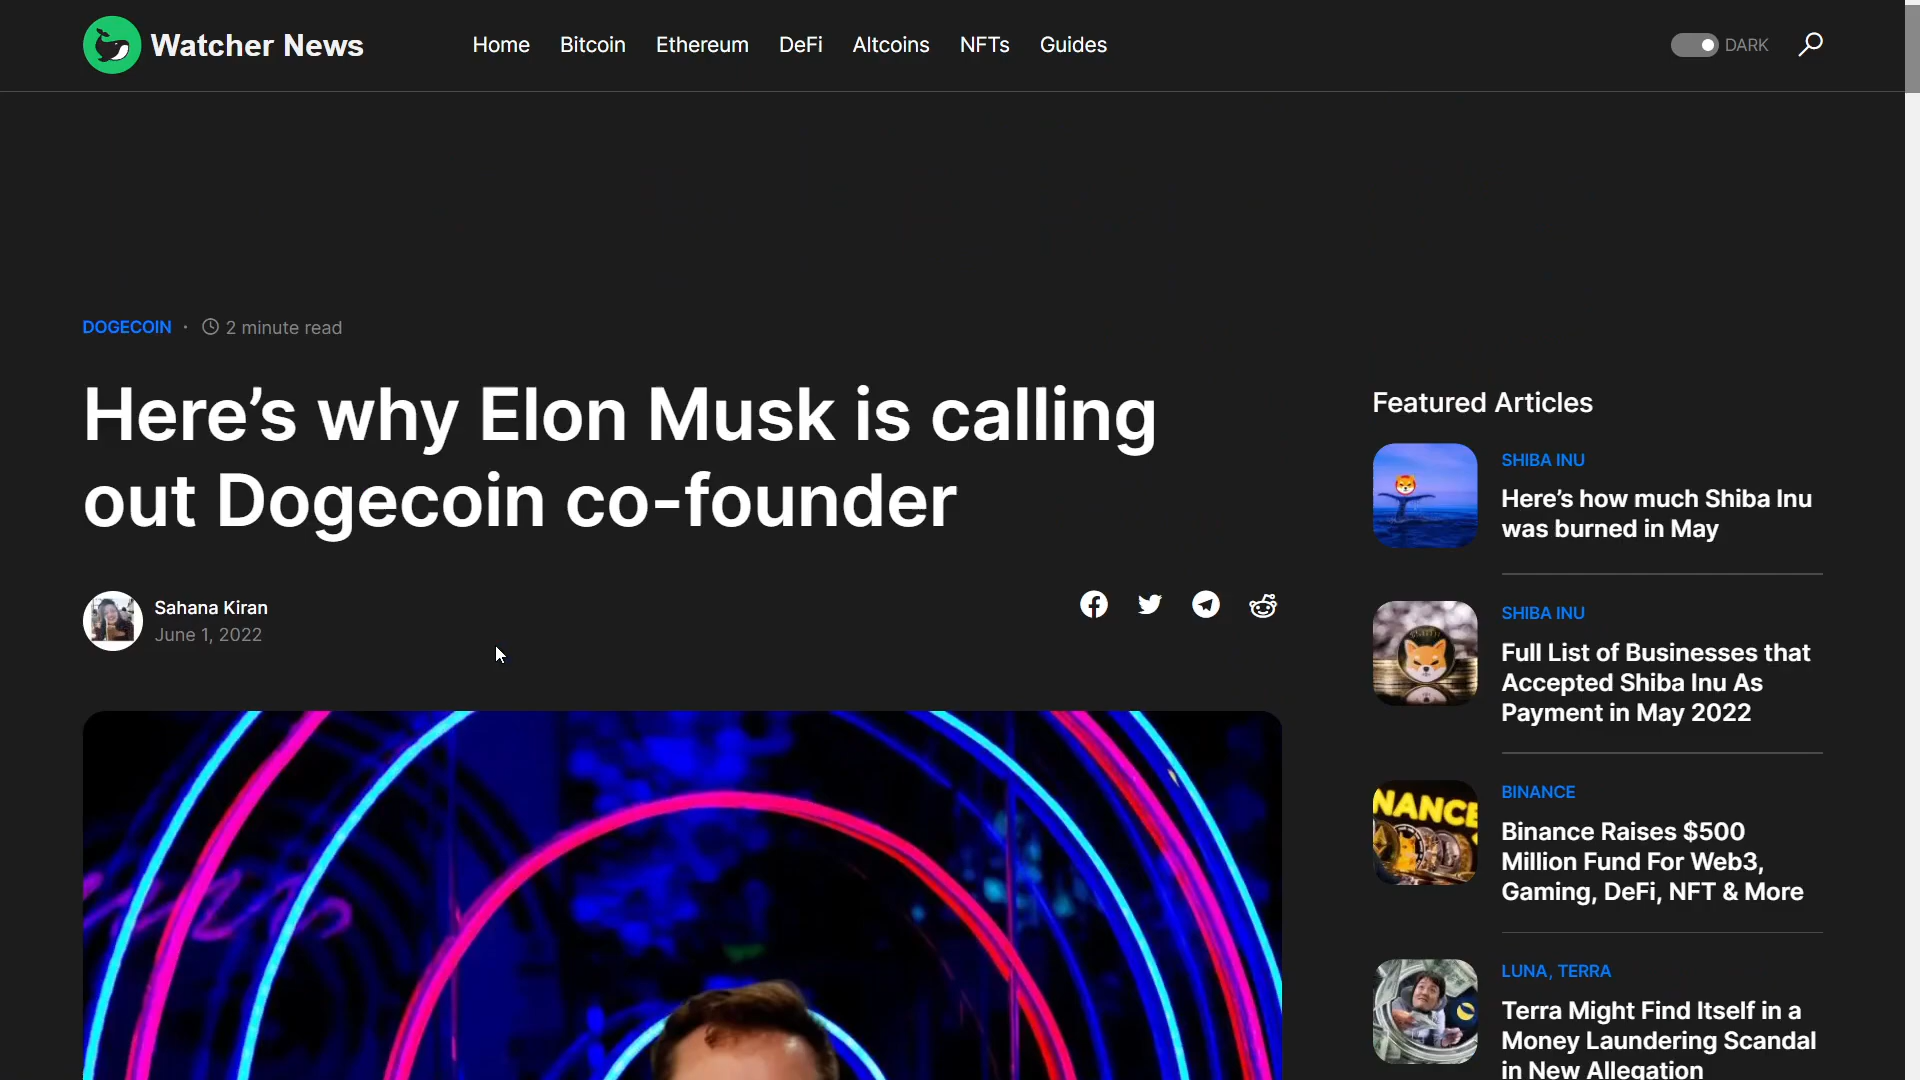 Watcher News
Home Bitcoin Ethereum DeFi Altcoins NFTs Guides
DARK
DOGECOIN · 2 minute read
Here’s why Elon Musk is calling
out Dogecoin co-founder
Sahana Kiran
June 1, 2022
Featured Articles
SHIBA INU
Here’s how much Shiba Inu
was burned in May
SHIBA INU
Full List of Businesses that
Accepted Shiba Inu As
Payment in May 2022
NANCE
BINANCE
Binance Raises $500
Million Fund For Web3,
Gaming, DeFi, NFT & More
LUNA, TERRA
Terra Might Find Itself in a
Money Laundering Scandal
in New Allegation